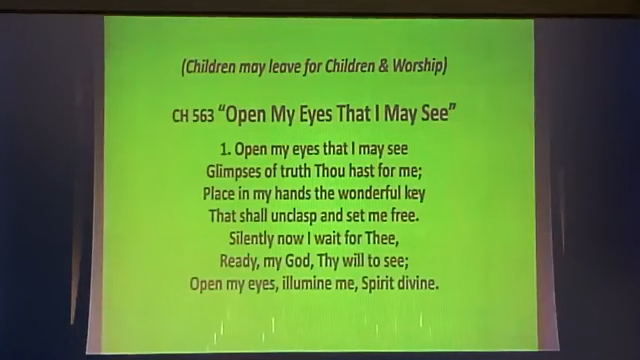 (Children may leave for Children & Worship)
CH 563 “Open My Eyes That I May See”
1. Open my eyes that I may see
Glimpses of truth Thou hast for me;
Place in my hands the wonderful key
That shall unclasp and set me free.
Silently now I wait for Thee,
Ready, my God, Thy will to see;
Open my eyes, illumine me, Spirit divine.